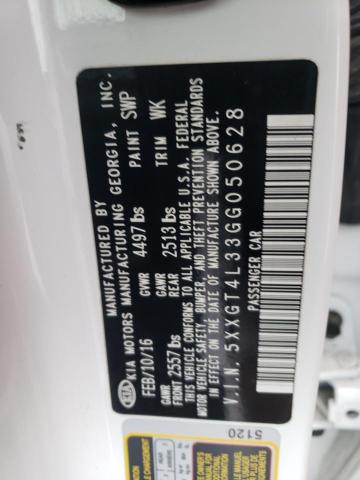 MANUFACTURED BY
KIA KIA MOTORS MANUFACTURING GEORGIA, INC.
FEB/10/16 GVWR 4497 lbs PAINT SWP
GAWR GAWR
FRONT 2557 lbs REAR 2513 lbs TRIM WK
THIS VEHICLE CONFORMS TO ALL APPLICABLE U.S.A. FEDERAL
VEHICLE SAFETY, BUMPER, AND THEFT PREVENTION STANDARDS
IN EFFECT ON THE DATE OF MANUFACTURE SHOWN ABOVE.
V.I.N. 5XXGT4L33GG050628
PASSENGER CAR
5120